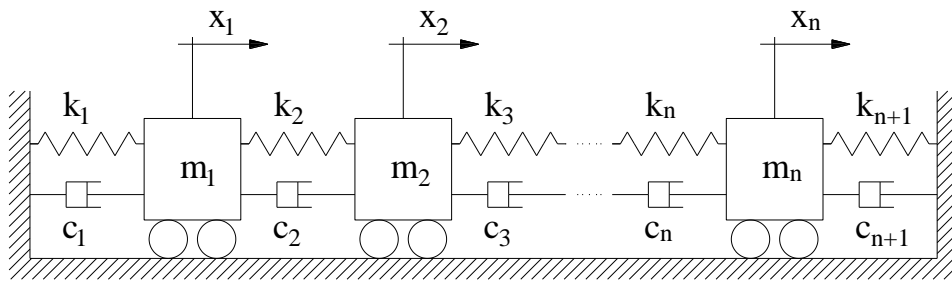 x1 x2 xn
k1 k2 k3 kn kn+1
m1 m2 mn
c1 c2 c3 cn cn+1